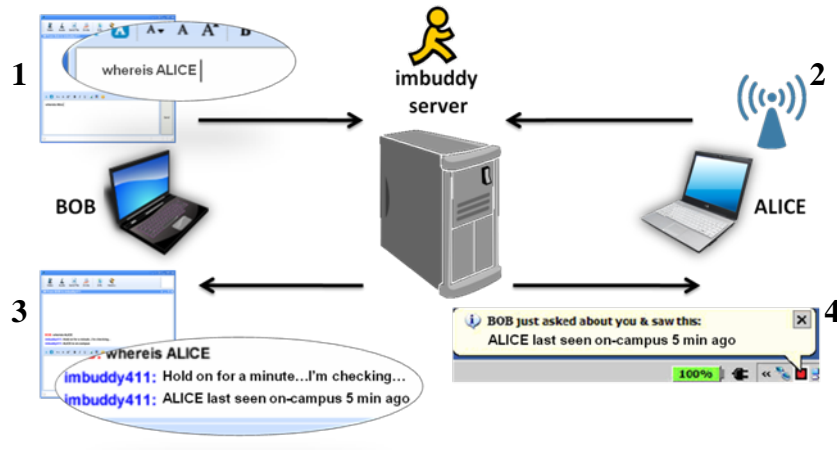 1
A A A B
whereis ALICE
imbuddy
server
2
BOB
ALICE
3
whereis ALICE
imbuddy411: Hold on for a minute...I'm checking...
imbuddy411: ALICE last seen on-campus 5 min ago
4
BOB just asked about you & saw this:
ALICE last seen on-campus 5 min ago
100%